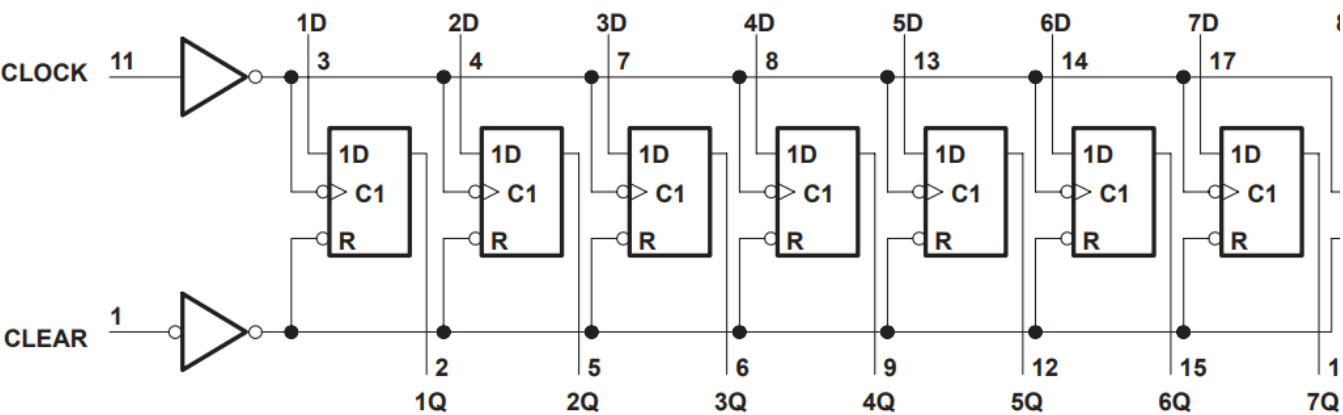 1D 2D 3D 4D 5D 6D 7D 8
CLOCK 11 3 4 7 8 13 14 17
1D 1D 1D 1D 1D 1D 1D
C1 C1 C1 C1 C1 C1 C1
R R R R R R R
CLEAR 1
2 5 6 9 12 15 1
1Q 2Q 3Q 4Q 5Q 6Q 7Q